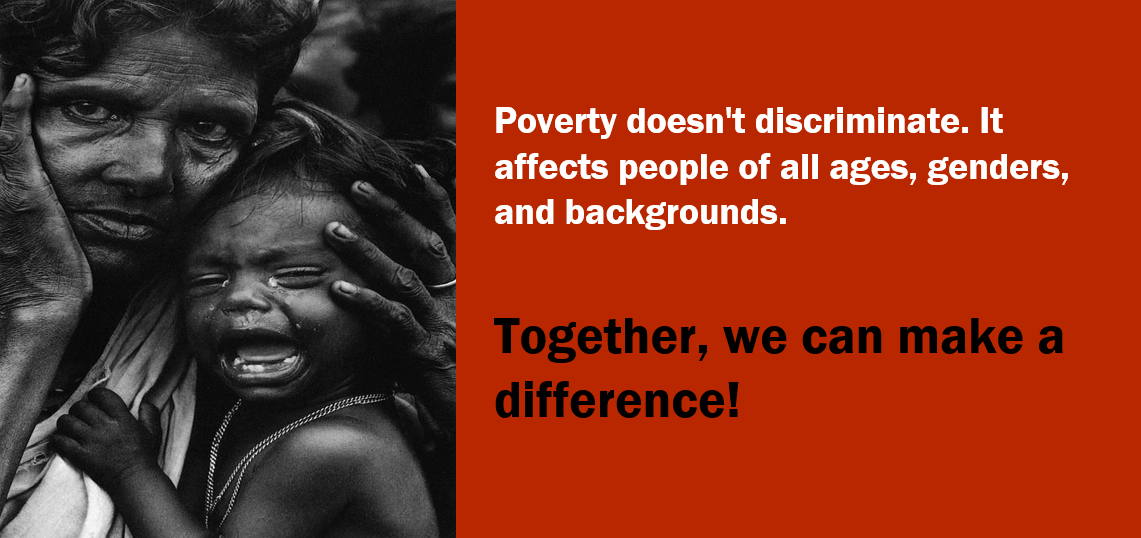 Poverty doesn't discriminate. It
affects people of all ages, genders,
and backgrounds.
Together, we can make a
difference!